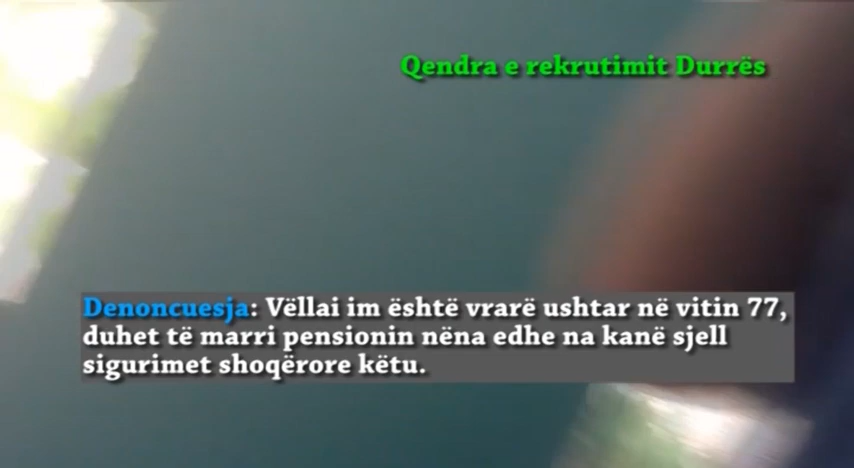 Qendra e rekrutimit Durrës
Denoncuesja: Vëllai im është vrarë ushtar në vitin 77,
duhet të marri pensionin nëna edhe na kanë sjell
sigurimet shoqërore këtu.